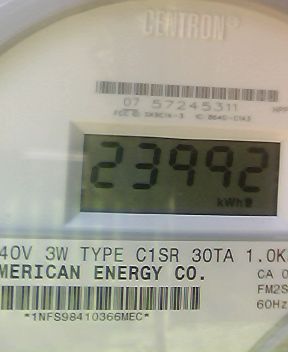 CENTRON®
07 57245311
23992
kWh
40V 3W TYPE C1SR 30TA 1.0K
MERICAN ENERGY CO.
CA 0
FM2S
60Hz
*1NFS98410366MEC*